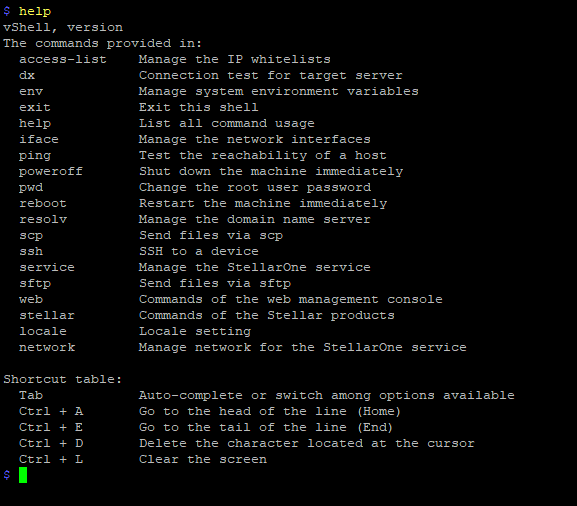 $ help
vShell, version
The commands provided in:
access-list Manage the IP whitelists
dx Connection test for target server
env Manage system environment variables
exit Exit this shell
help List all command usage
iface Manage the network interfaces
ping Test the reachability of a host
poweroff Shut down the machine immediately
pwd Change the root user password
reboot Restart the machine immediately
resolv Manage the domain name server
scp Send files via scp
ssh SSH to a device
service Manage the StellarOne service
sftp Send files via sftp
web Commands of the web management console
stellar Commands of the Stellar products
locale Locale setting
network Manage network for the StellarOne service
Shortcut table:
Tab Auto-complete or switch among options available
Ctrl + A Go to the head of the line (Home)
Ctrl + E Go to the tail of the line (End)
Ctrl + D Delete the character located at the cursor
Ctrl + L Clear the screen
$